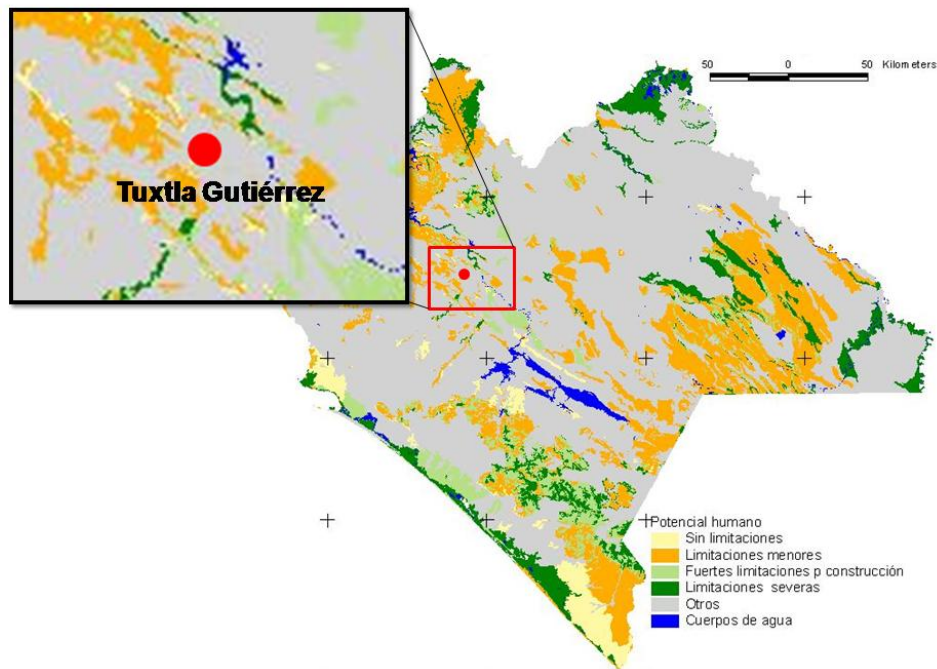 Tuxtla Gutiérrez
50 0 50 Kilometers
Potencial humano
Sin limitaciones
Limitaciones menores
Fuertes limitaciones p construcción
Limitaciones severas
Otros
Cuerpos de agua